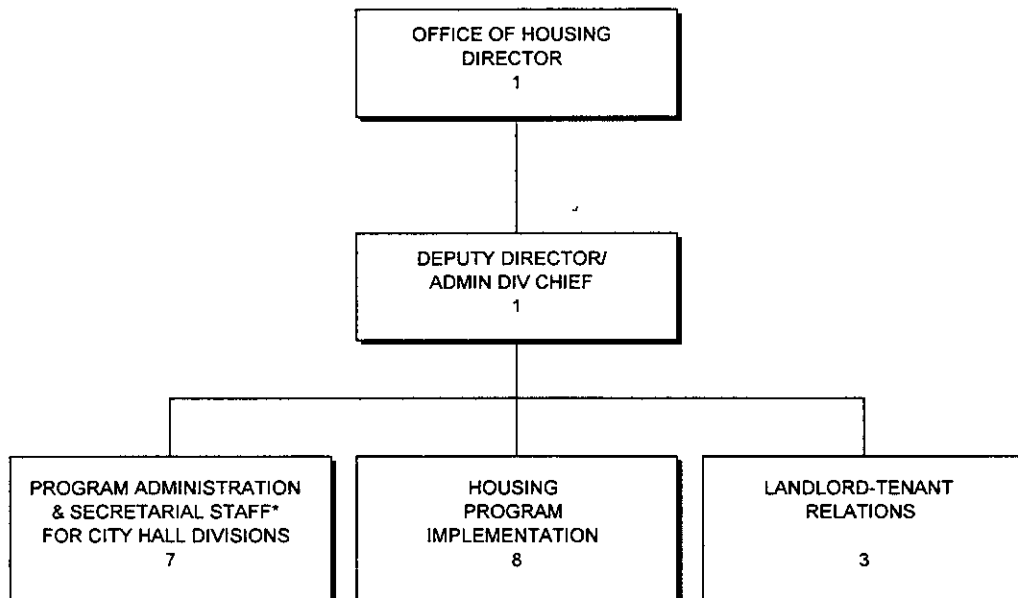 OFFICE OF HOUSING
DIRECTOR
1
DEPUTY DIRECTOR/
ADMIN DIV CHIEF
1
PROGRAM ADMINISTRATION
& SECRETARIAL STAFF*
FOR CITY HALL DIVISIONS
7
HOUSING
PROGRAM
IMPLEMENTATION
8
LANDLORD-TENANT
RELATIONS
3